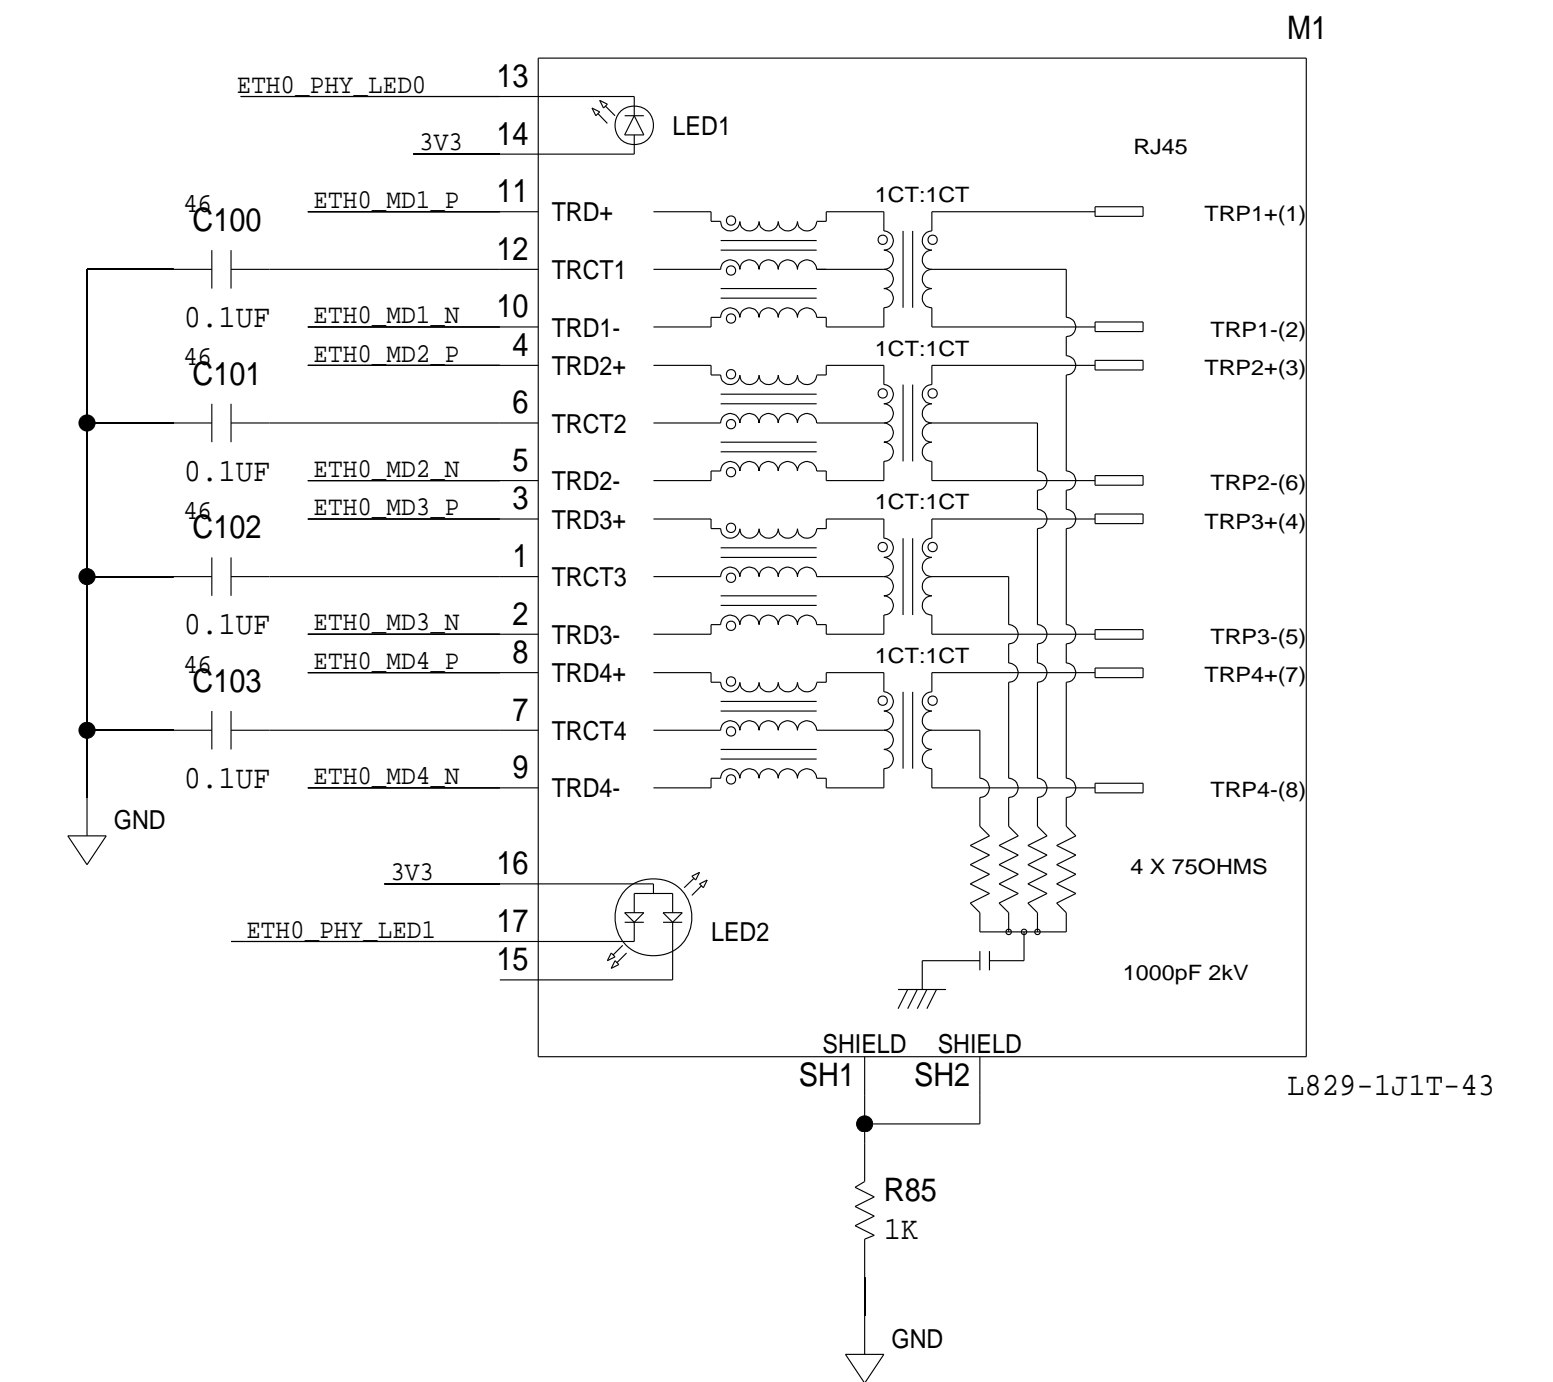 M1
13
ETH0_PHY_LED0
LED1
14
3V3
RJ45
11
ETH0_MD1_P
TRD+
1CT:1CT
TRP1+(1)
46
C100
12
TRCT1
0.1UF
10
ETH0_MD1_N
TRD1-
TRP1-(2)
4
ETH0_MD2_P
TRD2+
1CT:1CT
TRP2+(3)
46
C101
6
TRCT2
0.1UF
5
ETH0_MD2_N
TRD2-
TRP2-(6)
3
ETH0_MD3_P
TRD3+
1CT:1CT
TRP3+(4)
46
C102
1
TRCT3
0.1UF
2
ETH0_MD3_N
TRD3-
TRP3-(5)
8
ETH0_MD4_P
TRD4+
1CT:1CT
TRP4+(7)
46
C103
7
TRCT4
0.1UF
9
ETH0_MD4_N
TRD4-
TRP4-(8)
GND
16
3V3
4 X 75OHMS
17
ETH0_PHY_LED1
LED2
15
1000pF 2kV
SHIELD SHIELD
SH1 SH2
L829-1J1T-43
R85
1K
GND